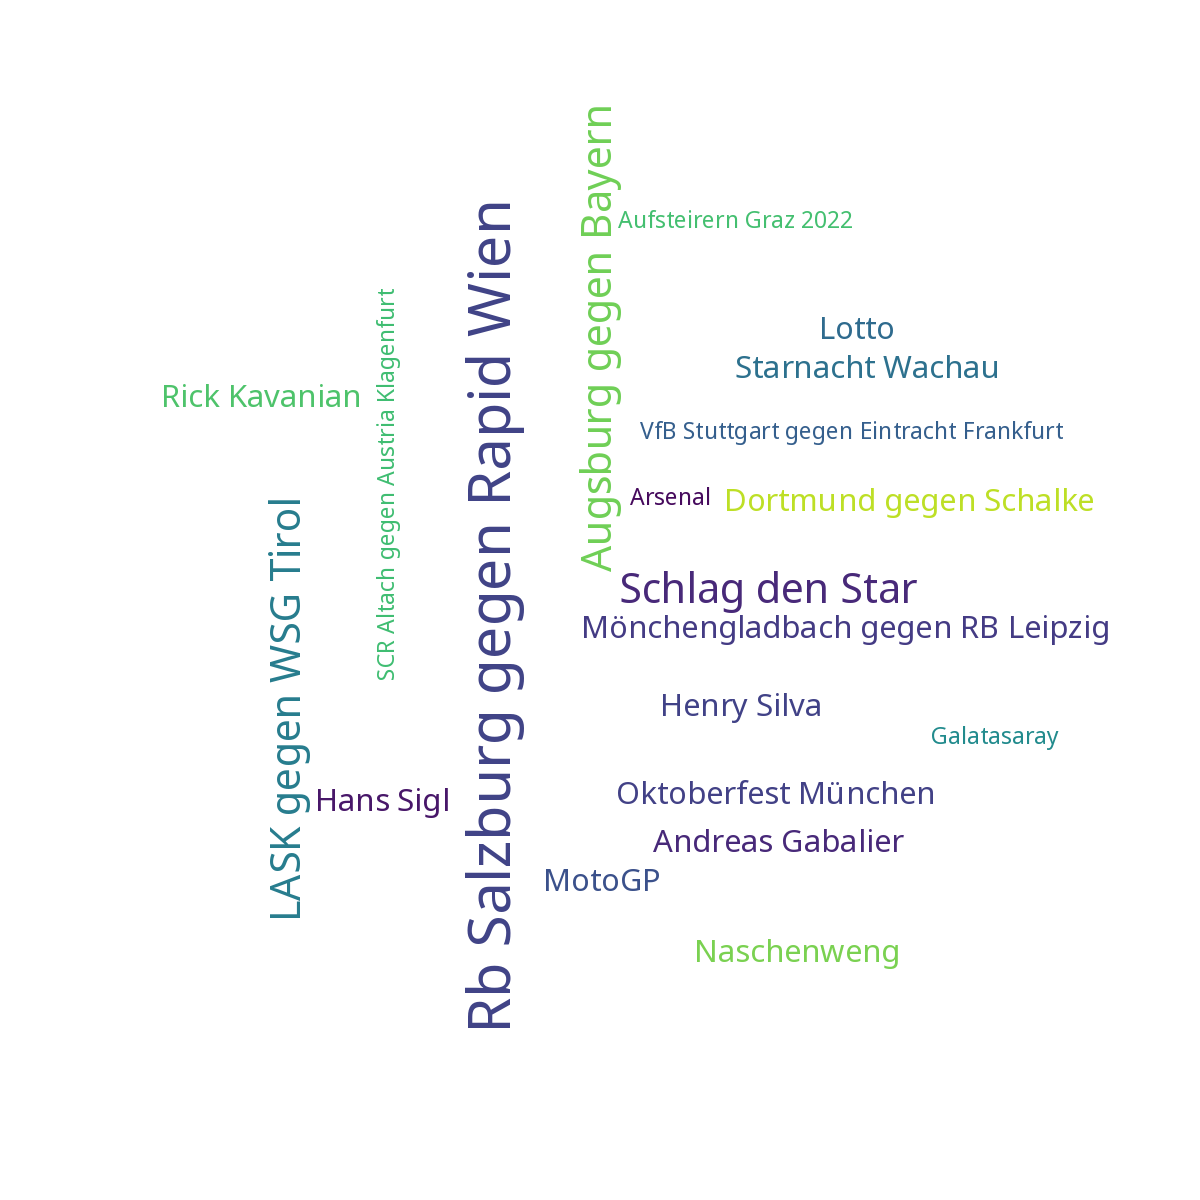 Rb Salzburg gegen Rapid Wien
Augsburg gegen Bayern
Aufsteirern Graz 2022
SCR Altach gegen Austria Klagenfurt
Lotto
Starnacht Wachau
Rick Kavanian
VfB Stuttgart gegen Eintracht Frankfurt
Arsenal
Dortmund gegen Schalke
LASK gegen WSG Tirol
Schlag den Star
Mönchengladbach gegen RB Leipzig
Henry Silva
Galatasaray
Hans Sigl
Oktoberfest München
Andreas Gabalier
MotoGP
Naschenweng